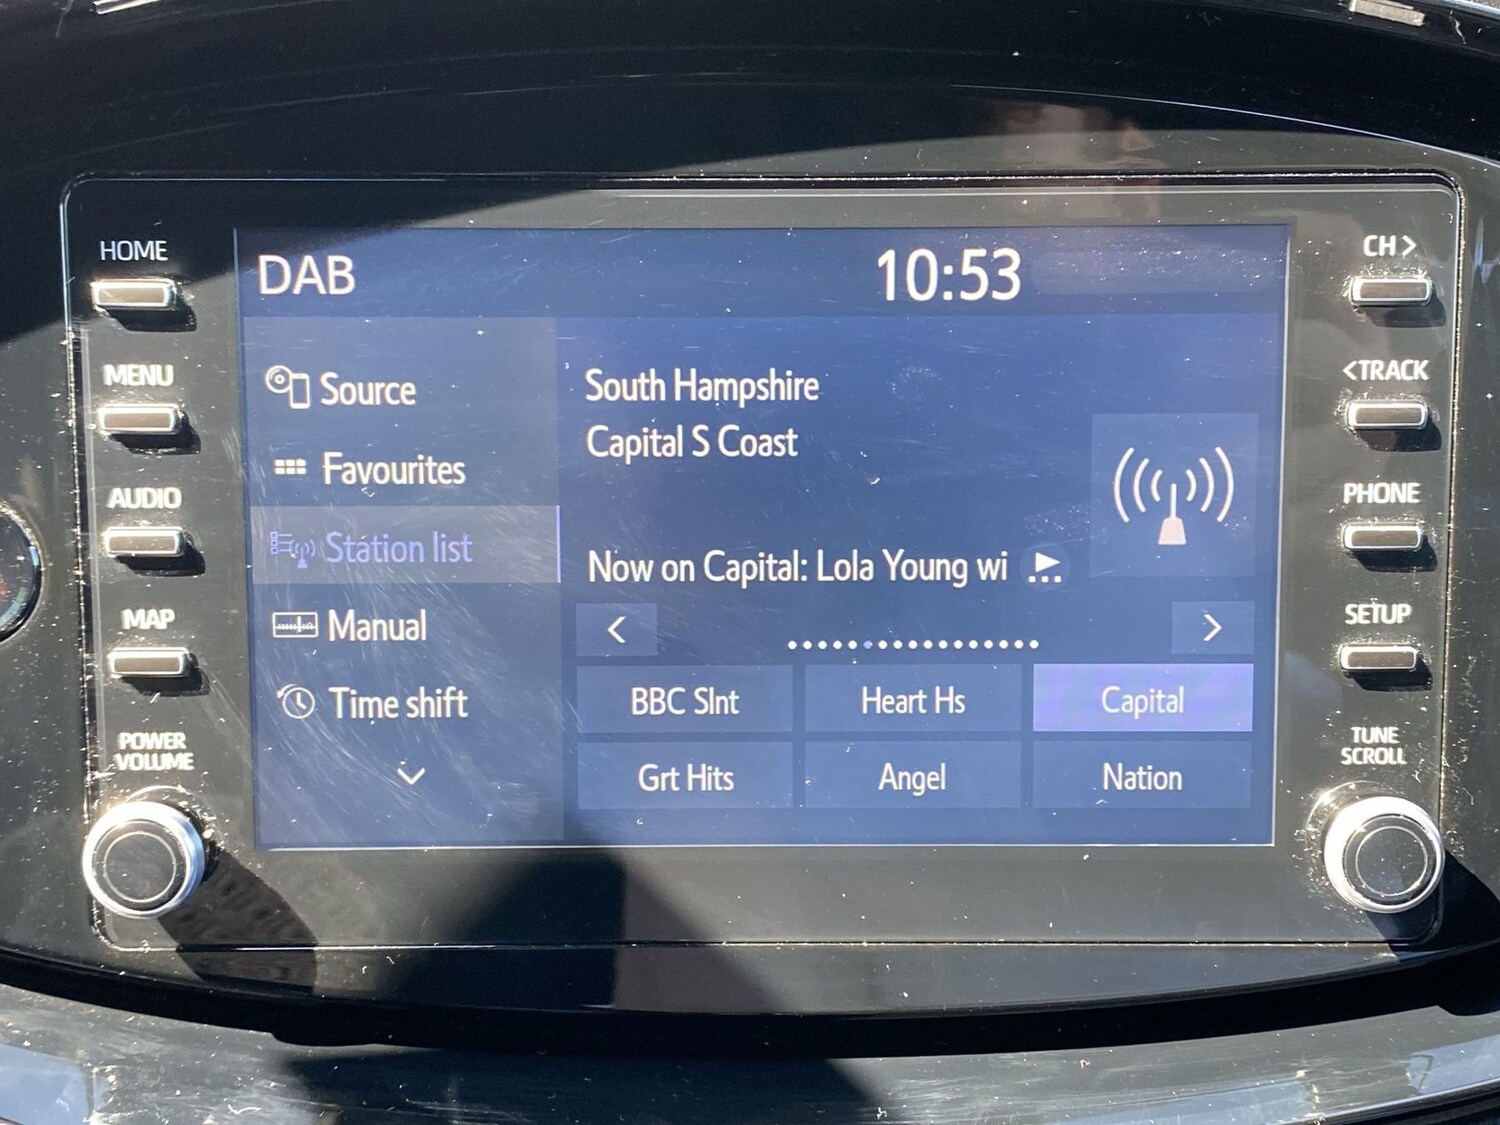 HOME
MENU
AUDIO
MAP
POWER
VOLUME
DAB
10:53
Source
Favourites
Station list
Manual
Time shift
South Hampshire
Capital S Coast
Now on Capital: Lola Young wi
BBC Slnt
Heart Hs
Capital
Grt Hits
Angel
Nation
CH >
< TRACK
PHONE
SETUP
TUNE
SCROLL